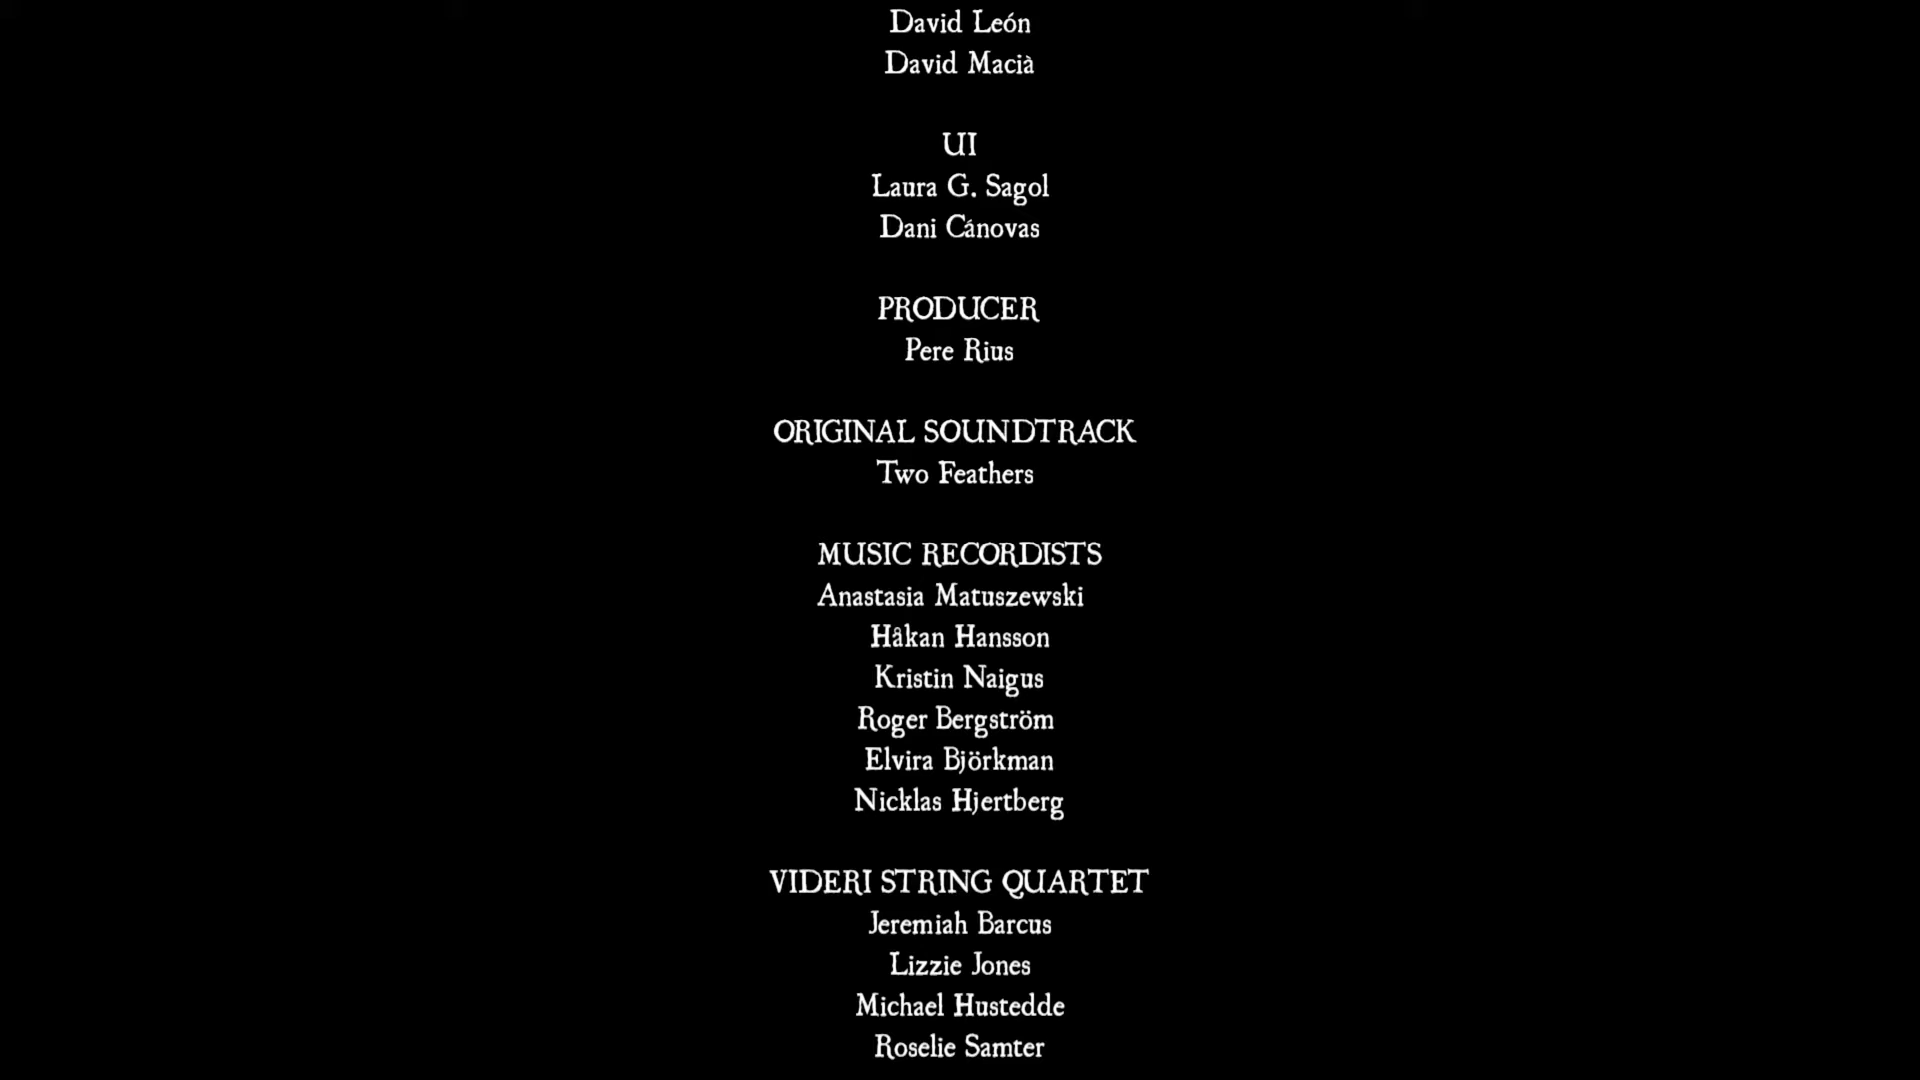 David León
David Macià
UI
Laura G. Sagol
Dani Cánovas
PRODUCER
Pere Rius
ORIGINAL SOUNDTRACK
Two Feathers
MUSIC RECORDISTS
Anastasia Matuszewski
Håkan Hansson
Kristin Naigus
Roger Bergström
Elvira Björkman
Nicklas Hjertberg
VIDERI STRING QUARTET
Jeremiah Barcus
Lizzie Jones
Michael Hustedde
Roselie Samter